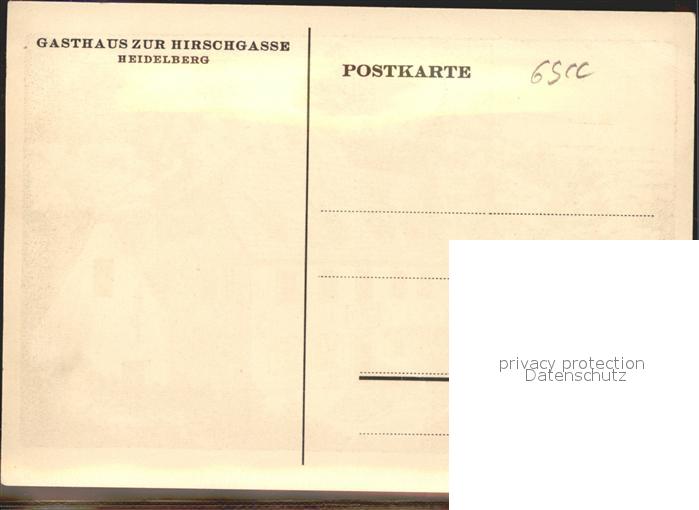 GASTHAUS ZUR HIRSCHGASSE
HEIDELBERG
POSTKARTE
privacy protection
Datenschutz